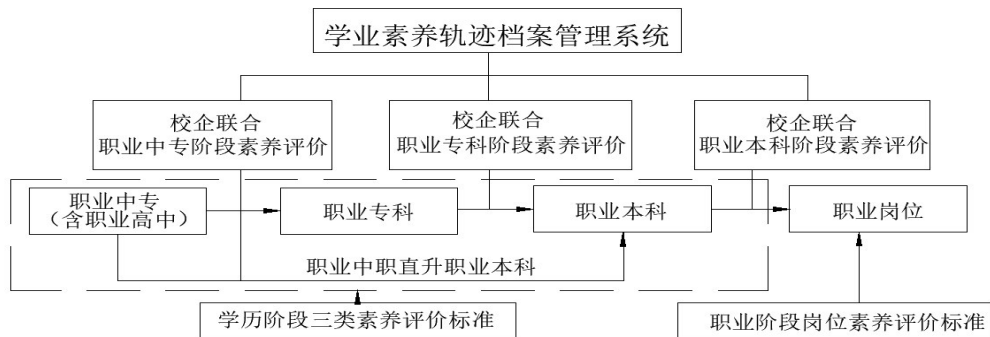 学业素养轨迹档案管理系统
校企联合
职业中专阶段素养评价
校企联合
职业专科阶段素养评价
校企联合
职业本科阶段素养评价
职业中专
（含职业高中）
职业专科
职业本科
职业岗位
职业中职直升职业本科
学历阶段三类素养评价标准
职业阶段岗位素养评价标准